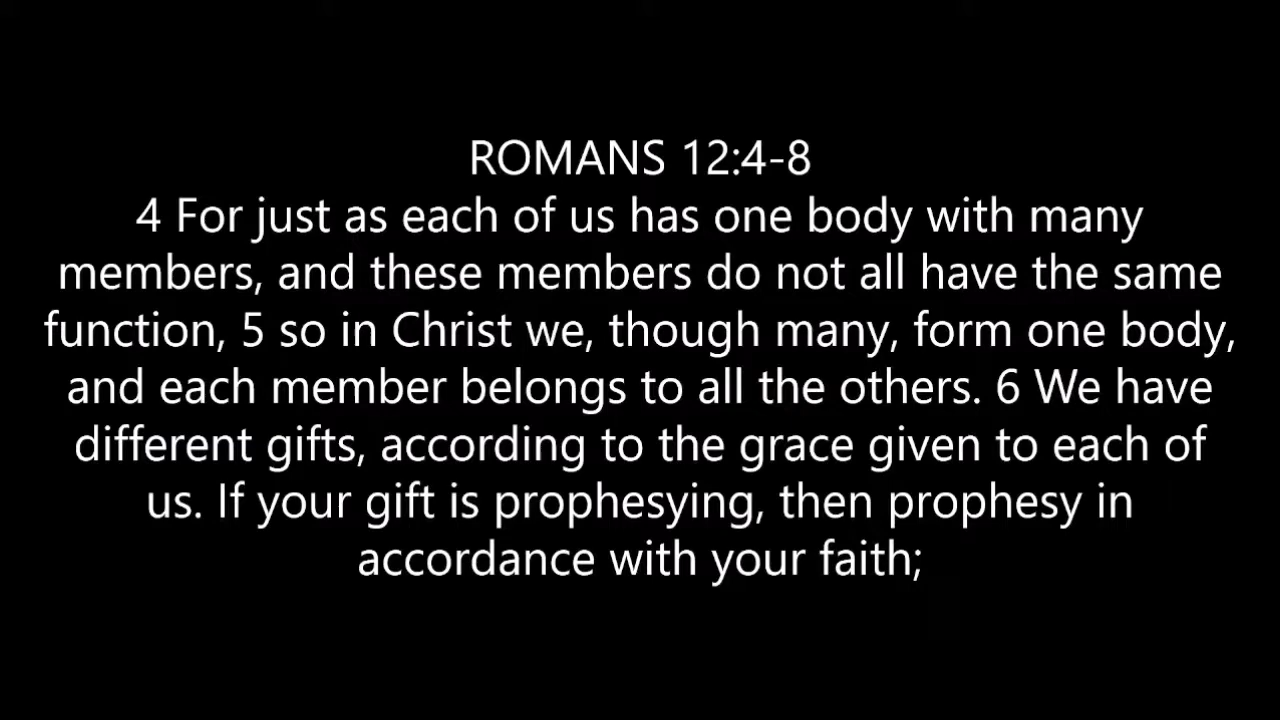 ROMANS 12:4-8
4 For just as each of us has one body with many
members, and these members do not all have the same
function, 5 so in Christ we, though many, form one body,
and each member belongs to all the others. 6 We have
different gifts, according to the grace given to each of
us. If your gift is prophesying, then prophesy in
accordance with your faith;